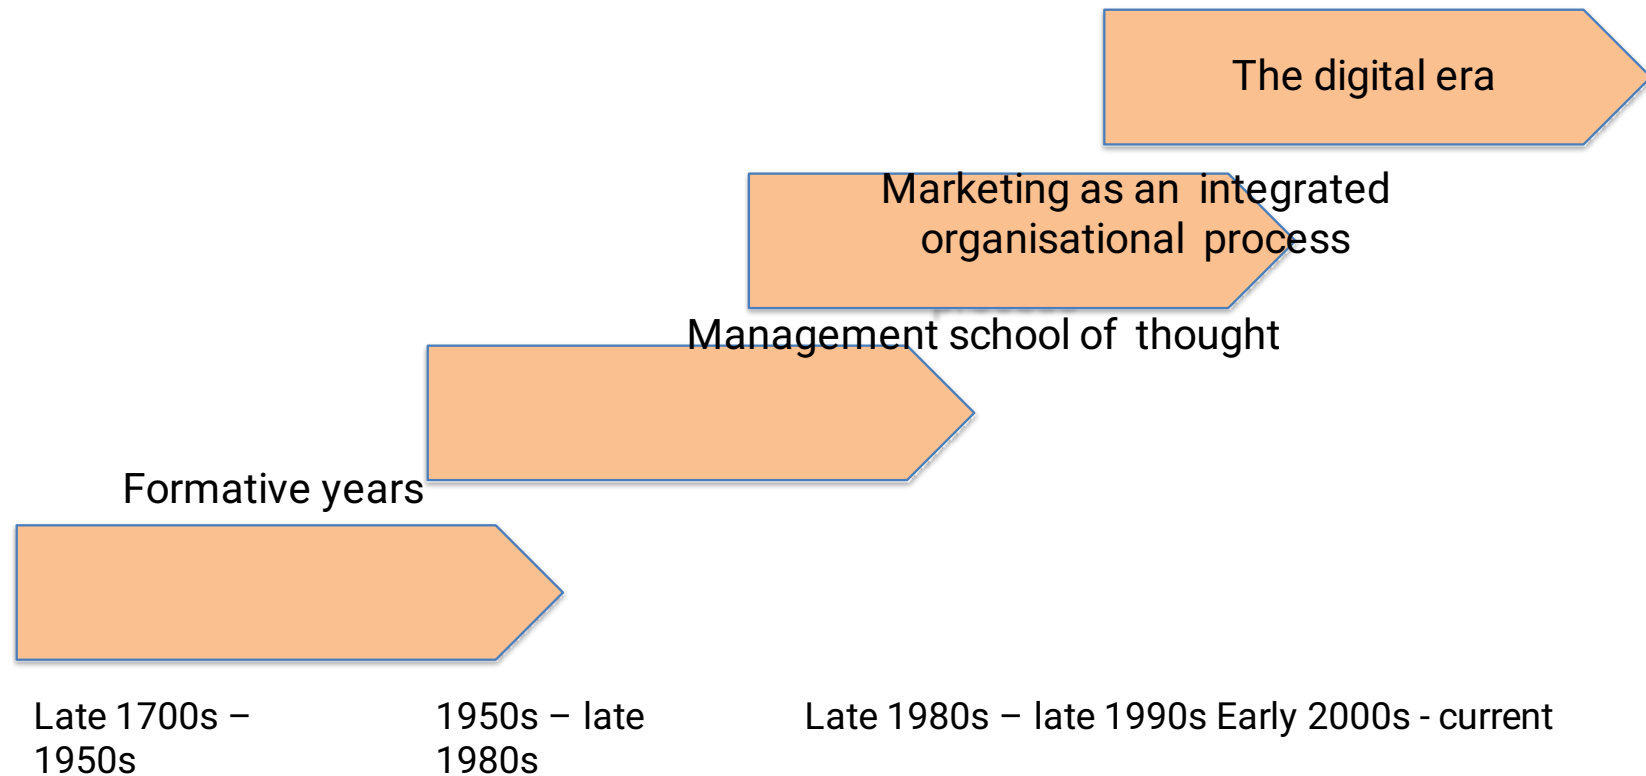 The digital era
Marketing as an integrated
organisational process
Management school of thought
Formative years
Late 1700s –
1950s
1950s – late
1980s
Late 1980s – late 1990s Early 2000s - current